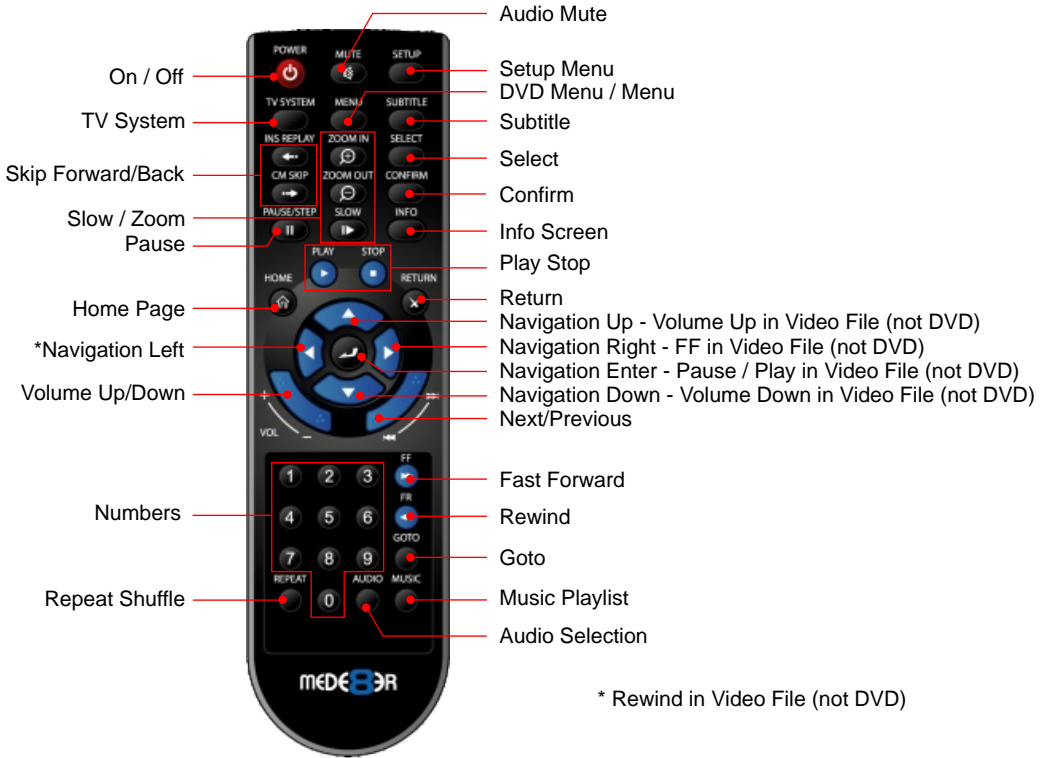 Audio Mute
On / Off
Setup Menu
DVD Menu / Menu
TV System
Subtitle
Select
Skip Forward/Back
Confirm
Slow / Zoom
Info Screen
Pause
Play Stop
Home Page
Return
Navigation Up - Volume Up in Video File (not DVD)
*Navigation Left
Navigation Right - FF in Video File (not DVD)
Navigation Enter - Pause / Play in Video File (not DVD)
Volume Up/Down
Navigation Down - Volume Down in Video File (not DVD)
Next/Previous
Fast Forward
Numbers
Rewind
Goto
Repeat Shuffle
Music Playlist
Audio Selection
* Rewind in Video File (not DVD)
POWER MUTE SETUP
TV SYSTEM MENU SUBTITLE
INS REPLAY ZOOM IN SELECT
CM SKIP ZOOM OUT CONFIRM
PAUSE/STEP SLOW INFO
PLAY STOP
HOME RETURN
+
VOL –
FF
1 2 3
FR
4 5 6
GOTO
7 8 9
REPEAT AUDIO MUSIC
0
MEDE8ER